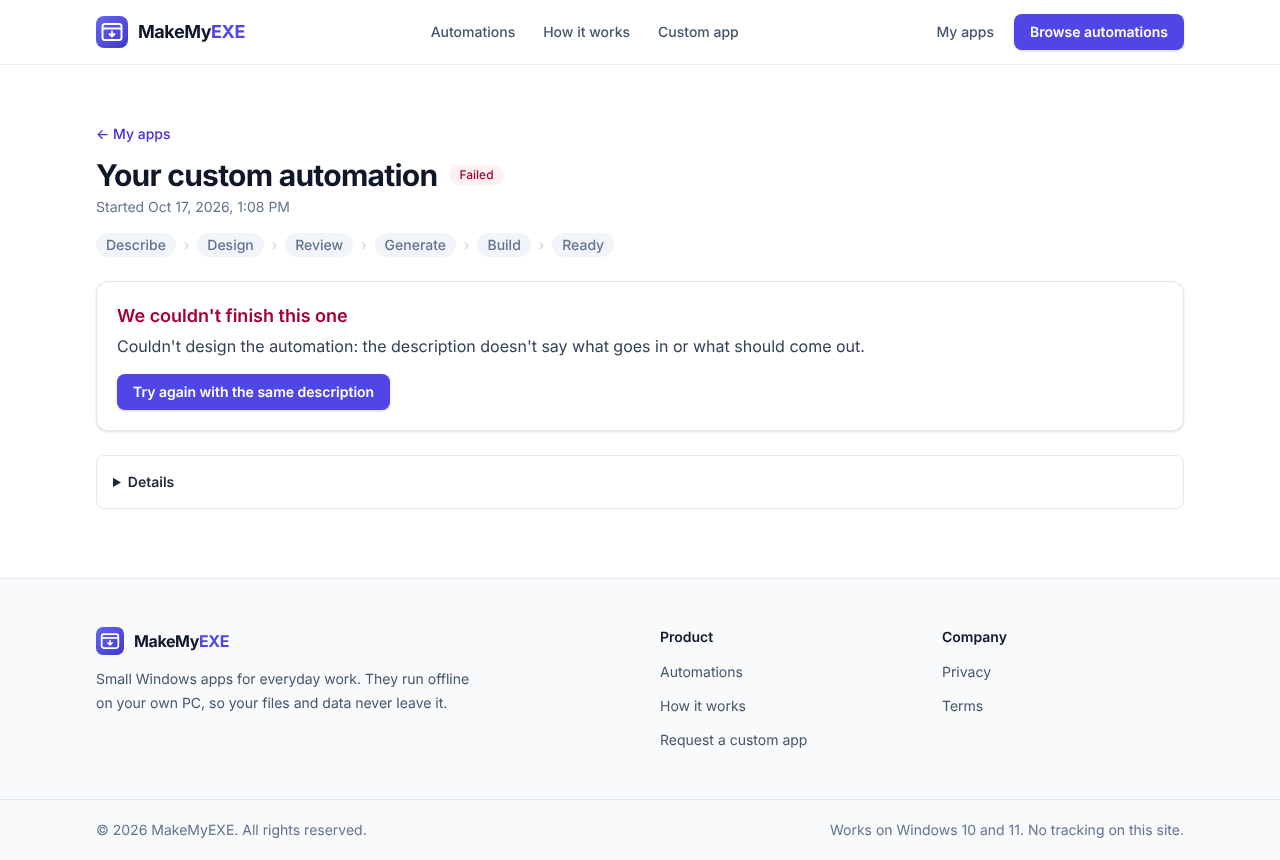 MakeMyEXE
Automations
How it works
Custom app
My apps
Browse automations
← My apps
Your custom automation
Failed
Started Oct 17, 2026, 1:08 PM
Describe › Design › Review › Generate › Build › Ready
We couldn't finish this one
Couldn't design the automation: the description doesn't say what goes in or what should come out.
Try again with the same description
Details
MakeMyEXE
Small Windows apps for everyday work. They run offline
on your own PC, so your files and data never leave it.
Product
Automations
How it works
Request a custom app
Company
Privacy
Terms
© 2026 MakeMyEXE. All rights reserved.
Works on Windows 10 and 11. No tracking on this site.